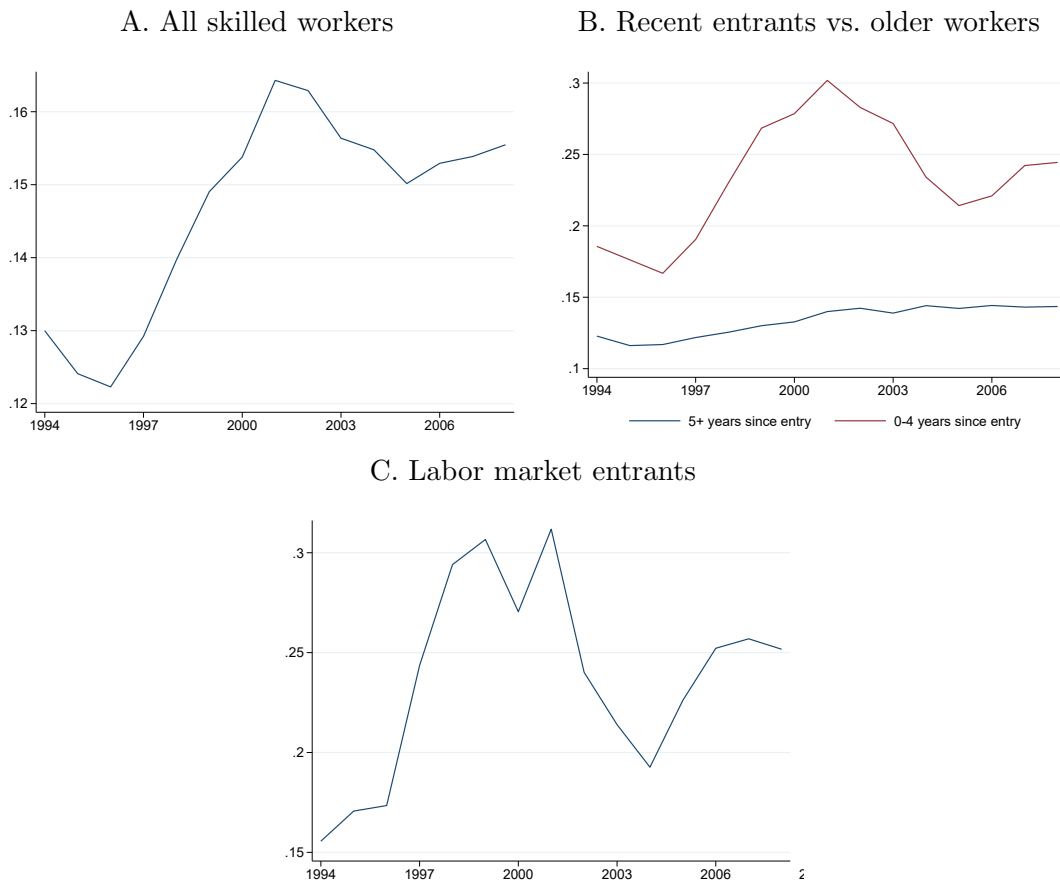 A. All skilled workers
.16
.15
.14
.13
.12
1994 1997 2000 2003 2006
B. Recent entrants vs. older workers
.3
.25
.2
.15
.1
1994 1997 2000 2003 2006
5+ years since entry 0-4 years since entry
C. Labor market entrants
.3
.25
.2
.15
1994 1997 2000 2003 2006